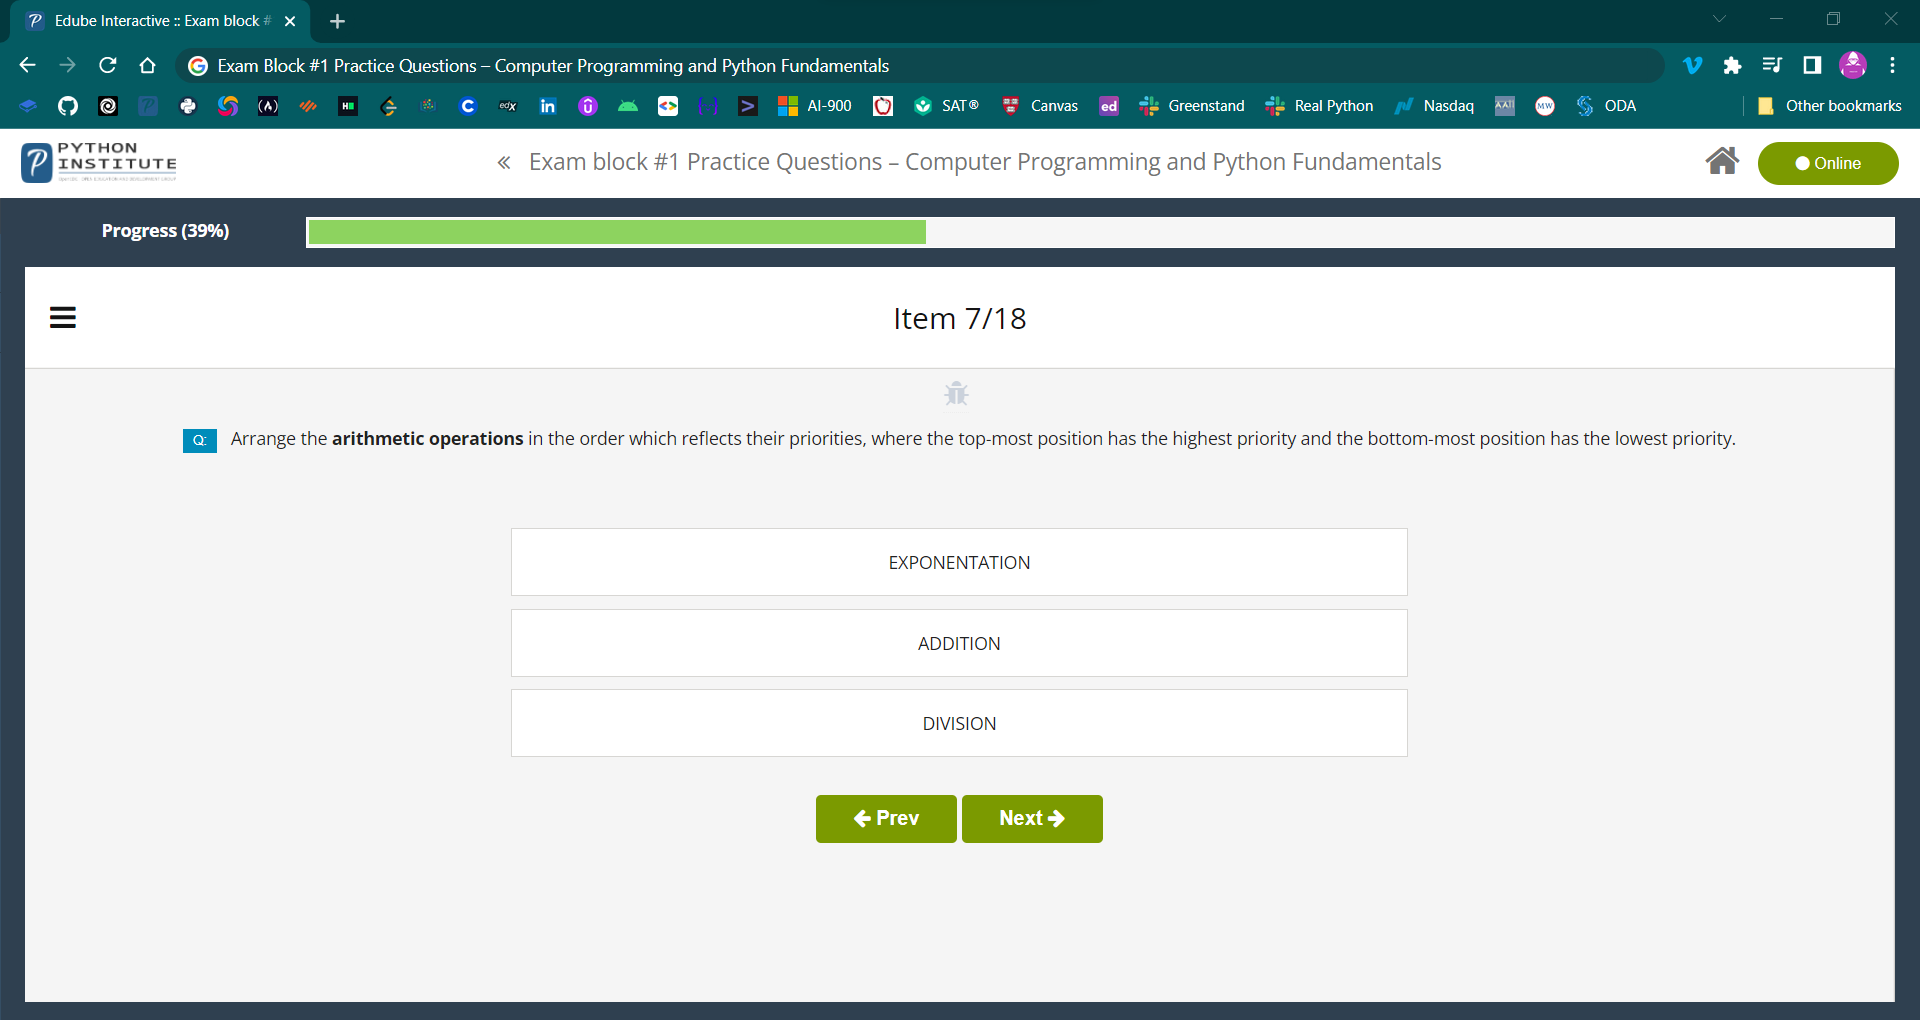 Edube Interactive :: Exam block #
Exam Block #1 Practice Questions – Computer Programming and Python Fundamentals
AI-900 SAT® Canvas ed Greenstand Real Python Nasdaq AATI MW ODA Other bookmarks
PYTHON
INSTITUTE
« Exam block #1 Practice Questions – Computer Programming and Python Fundamentals
Online
Progress (39%)
Item 7/18
Q: Arrange the arithmetic operations in the order which reflects their priorities, where the top-most position has the highest priority and the bottom-most position has the lowest priority.
EXPONENTATION
ADDITION
DIVISION
Prev Next